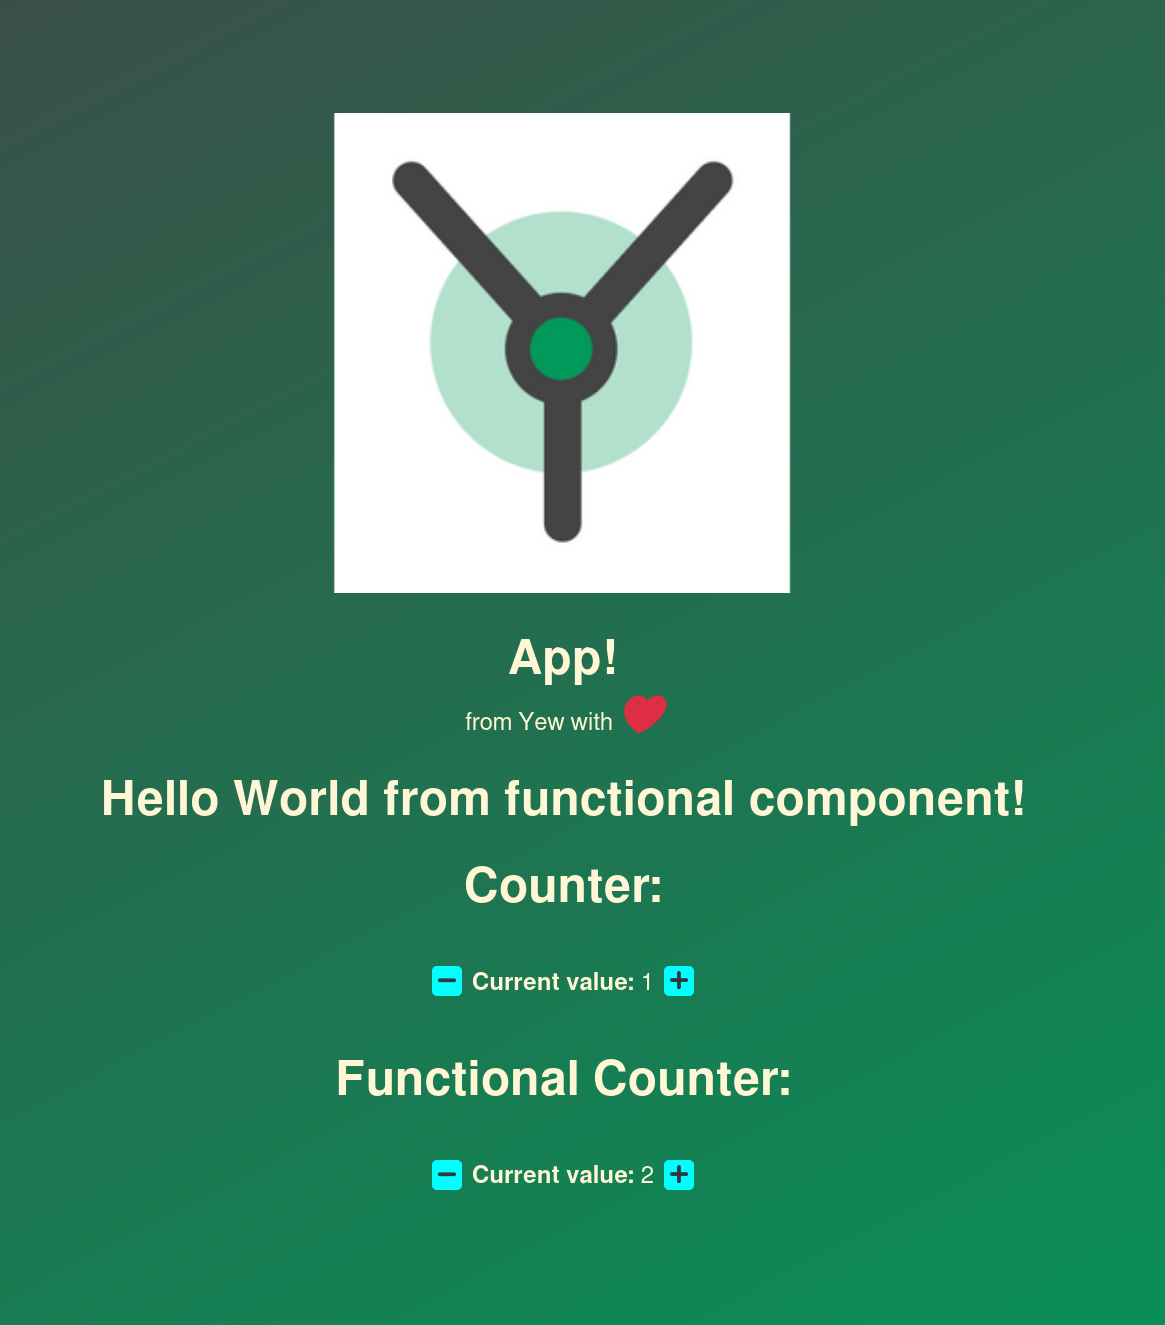 App!
from Yew with ❤
Hello World from functional component!
Counter:
− Current value: 1 +
Functional Counter:
− Current value: 2 +